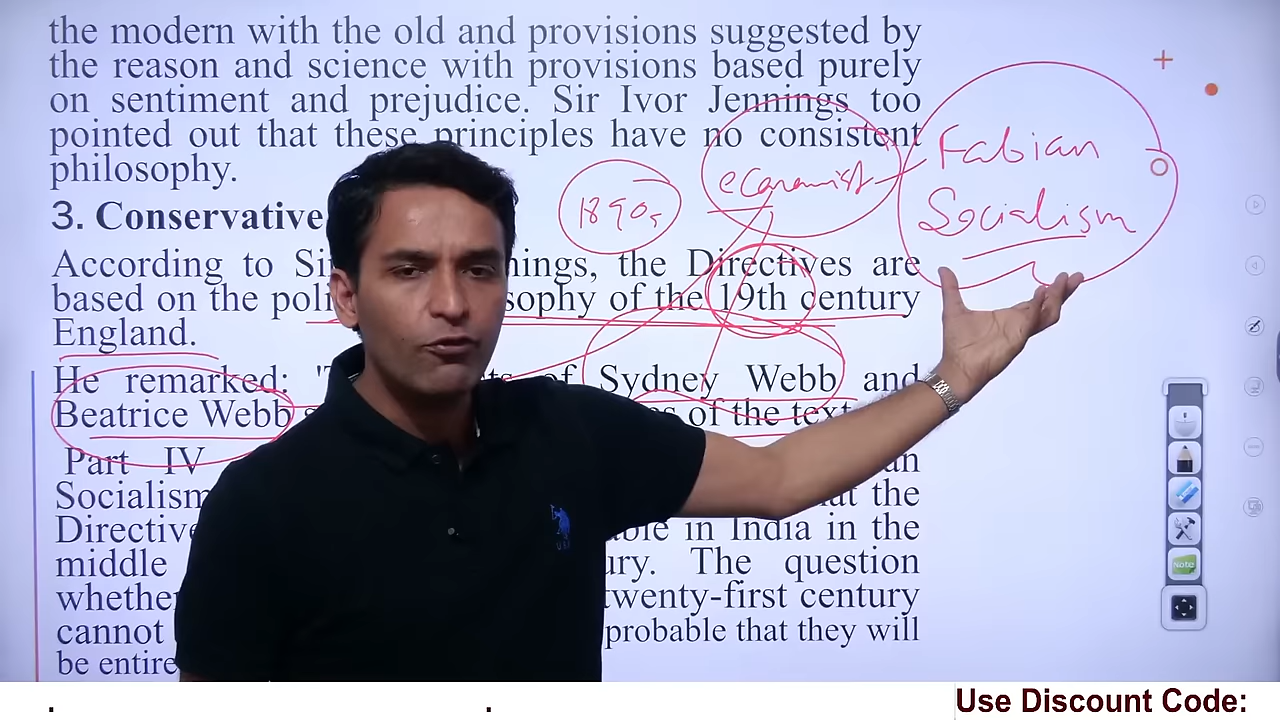 the modern with the old and provisions suggested by
the reason and science with provisions based purely
on sentiment and prejudice. Sir Ivor Jennings too
pointed out that these principles have no consistent
philosophy.
Fabian
Socialism
economist
1890s
3. Conservative
According to Si nings, the Directives are
based on the poli sophy of the 19th century
England.
He remarked: of Sydney Webb and
Beatrice Webb s of the text
Part IV
Socialism at the
Directive ble in India in the
middle ury. The question
whether twenty-first century
cannot probable that they will
be entire
Note
Use Discount Code: